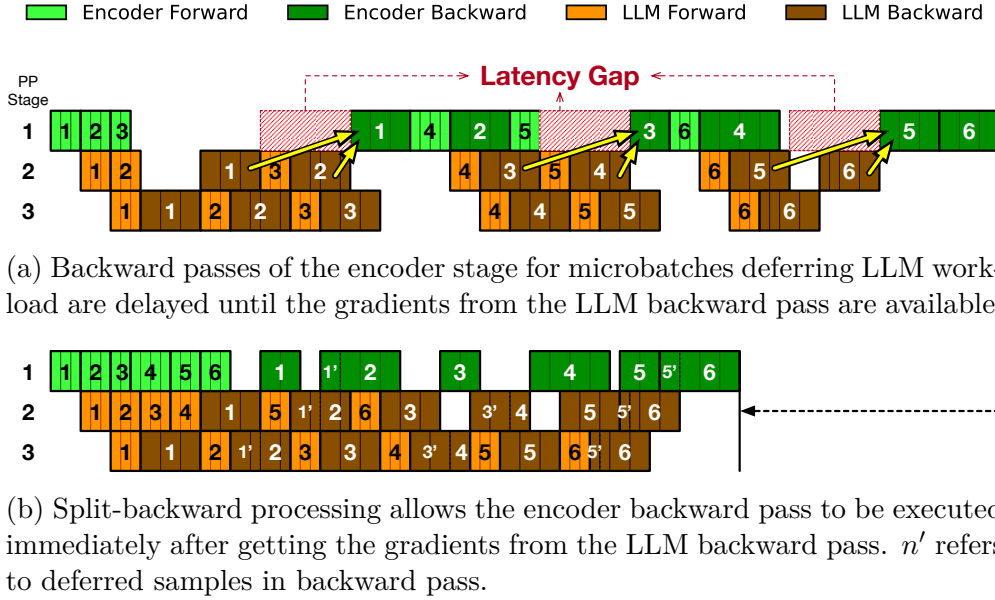 Encoder Forward Encoder Backward LLM Forward LLM Backward
Latency Gap
PP
Stage
1 1 2 3 1 4 2 5 3 6 4 5 6
2 1 2 1 3 2 4 3 5 4 6 5 6
3 1 1 2 2 3 3 4 4 5 5 6 6
(a) Backward passes of the encoder stage for microbatches deferring LLM work-
load are delayed until the gradients from the LLM backward pass are available
1 1 2 3 4 5 6 1 1' 2 3 4 5 5' 6
2 1 2 3 4 1 5 1' 2 6 3 3' 4 5 5' 6
3 1 1 2 1' 2 3 3 4 3' 4 5 5 6 5' 6
(b) Split-backward processing allows the encoder backward pass to be executed
immediately after getting the gradients from the LLM backward pass. n′ refers
to deferred samples in backward pass.